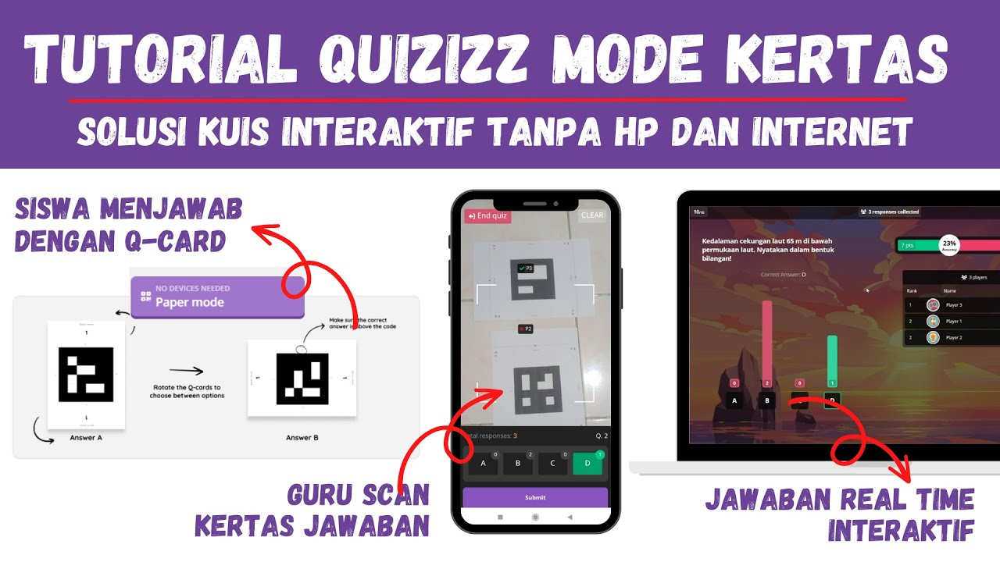 TUTORIAL QUIZIZZ MODE KERTAS
SOLUSI KUIS INTERAKTIF TANPA HP DAN INTERNET
SISWA MENJAWAB
DENGAN Q-CARD
NO DEVICES NEEDED
Paper mode
Make sure the correct
answer is above the code
1
1
Rotate the Q-cards to
choose between options
Answer A
Answer B
GURU SCAN
KERTAS JAWABAN
End quiz
CLEAR
P3
P2
Total responses: 3
Q. 2
0 2 0 1
A B C D
Submit
10/16
3 responses collected
Kedalaman cekungan laut 65 m di bawah
permukaan laut. Nyatakan dalam bentuk
bilangan!
Correct Answer: D
7 pts
23%
Accuracy
3 players
Rank Name
1 Player 3
2 Player 1
2 Player 2
0 2 0 1
A B D
JAWABAN REAL TIME
INTERAKTIF